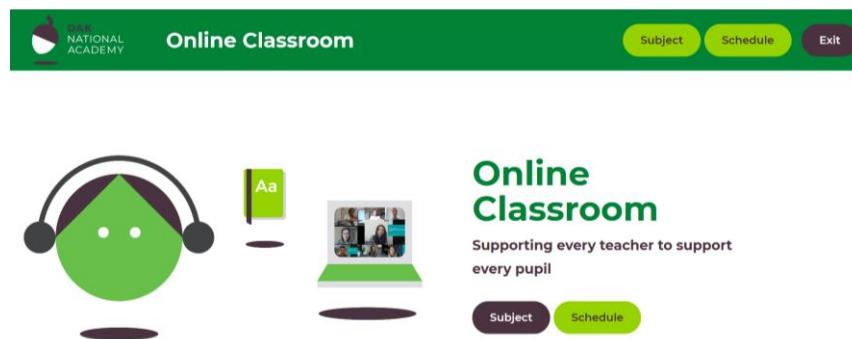 OAK
NATIONAL
ACADEMY
Online Classroom
Subject
Schedule
Exit
Aa
Online
Classroom
Supporting every teacher to support
every pupil
Subject
Schedule